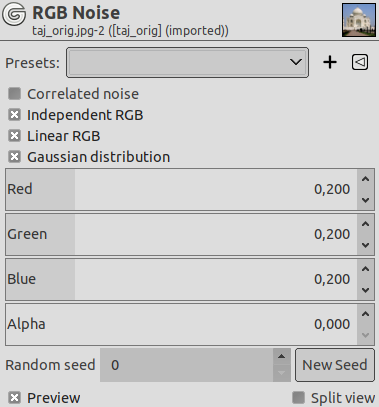 RGB Noise
taj_orig.jpg-2 ([taj_orig] (imported))
Presets:
Correlated noise
Independent RGB
Linear RGB
Gaussian distribution
Red 0,200
Green 0,200
Blue 0,200
Alpha 0,000
Random seed 0 New Seed
Preview Split view